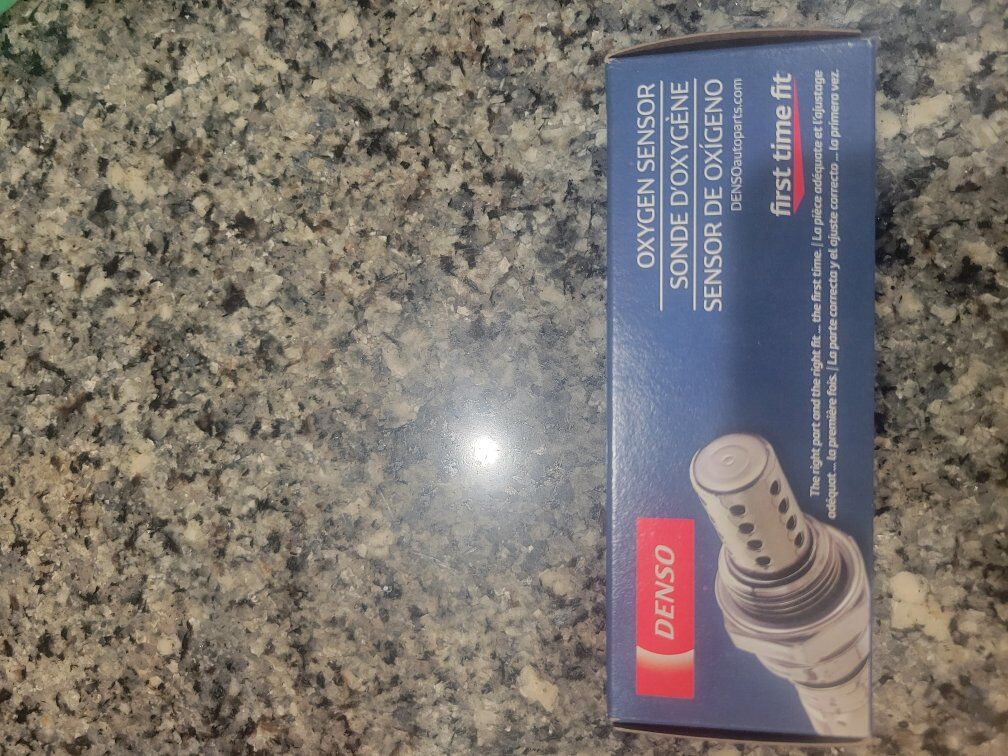 DENSO
OXYGEN SENSOR
SONDE D'OXYGÈNE
SENSOR DE OXÍGENO
DENSOautoparts.com
first time fit
The right part and the right fit ... the first time. | La pièce adéquate et l'ajustage
adéquat ... la première fois. | La parte correcta y el ajuste correcto ... la primera vez.